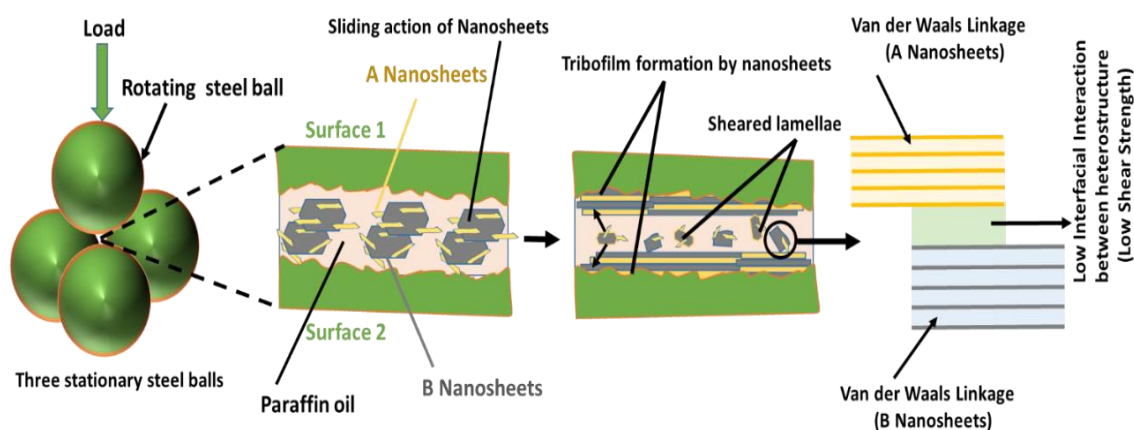 Load
Rotating steel ball
Three stationary steel balls
Sliding action of Nanosheets
A Nanosheets
Surface 1
Surface 2
Paraffin oil
B Nanosheets
Tribofilm formation by nanosheets
Sheared lamellae
Van der Waals Linkage
(A Nanosheets)
Van der Waals Linkage
(B Nanosheets)
Low Interfacial Interaction
between heterostructure
(Low Shear Strength)